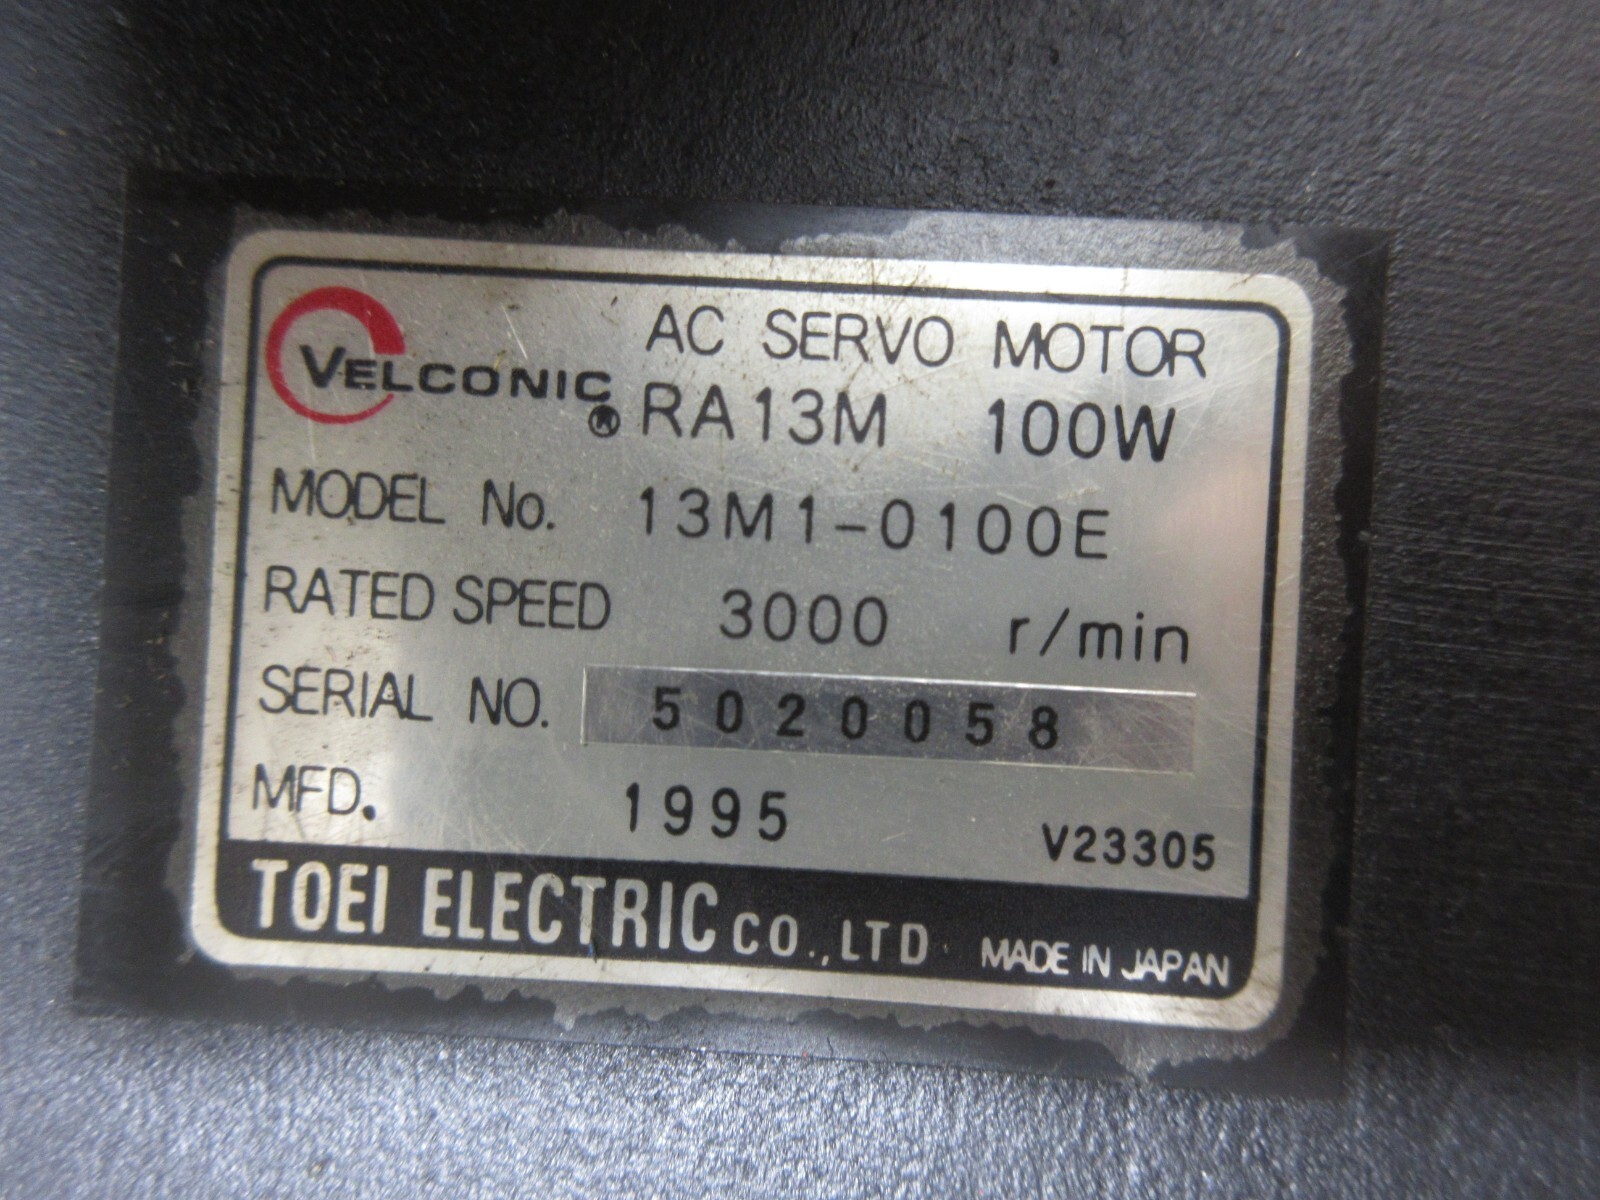 AC SERVO MOTOR
VELCONIC® RA13M 100W
MODEL No. 13M1-0100E
RATED SPEED 3000 r/min
SERIAL NO. 5020058
MFD. 1995 V23305
TOEI ELECTRIC CO., LTD. MADE IN JAPAN